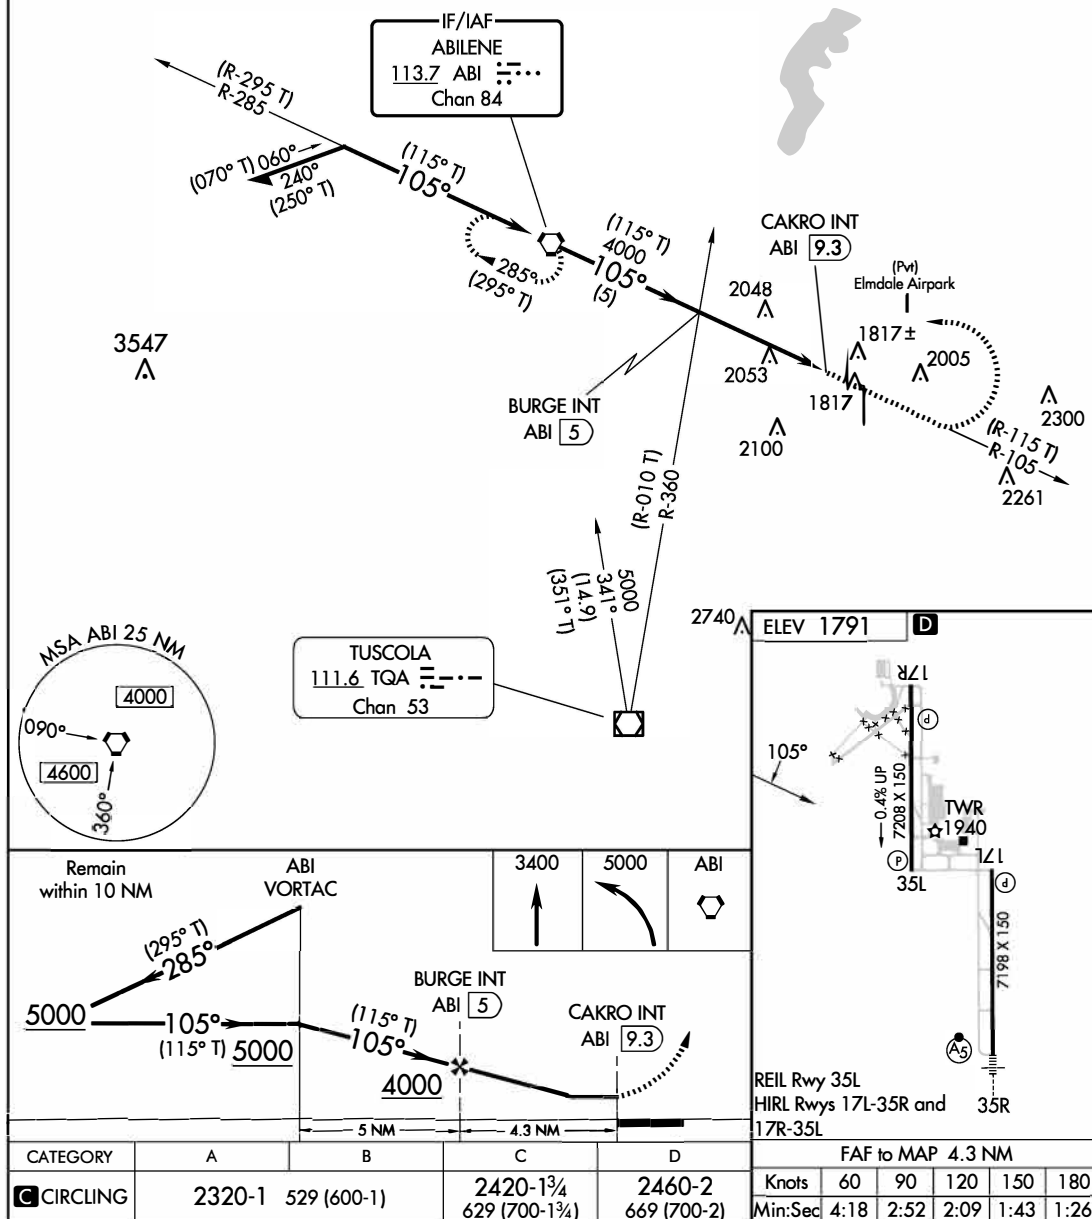 IF/IAF
ABILENE
113.7 ABI
Chan 84
(R-295 T)
R-285
(070° T) 060°
240°
(250° T)
(115° T)
105°
285°
(295° T)
(115° T)
4000
105°
(5)
CAKRO INT
ABI 9.3
(Pvt)
Elmdale Airpark
2048
1817±
2005
2053
1817
2300
2100
(R-115 T)
R-105
2261
3547
BURGE INT
ABI 5
(R-010 T)
R-360
5000
341°
(14.9)
(351° T)
2740
TUSCOLA
111.6 TQA
Chan 53
MSA ABI 25 NM
4000
090°
4600
360°
ELEV 1791 D
17R
P
105°
0.4% UP
7208 X 150
TWR
1940
P
35L
17L
P
7198 X 150
A5
35R
REIL Rwy 35L
HIRL Rwys 17L-35R and
17R-35L
Remain
within 10 NM
ABI
VORTAC
3400
5000
ABI
(295° T)
285°
5000
105°
(115° T) 5000
(115° T)
105°
BURGE INT
ABI 5
4000
CAKRO INT
ABI 9.3
5 NM
4.3 NM
CATEGORY A B C D
C CIRCLING 2320-1 529 (600-1) 2420-1¾ 629 (700-1¾) 2460-2 669 (700-2)
FAF to MAP 4.3 NM
Knots 60 90 120 150 180
Min:Sec 4:18 2:52 2:09 1:43 1:26